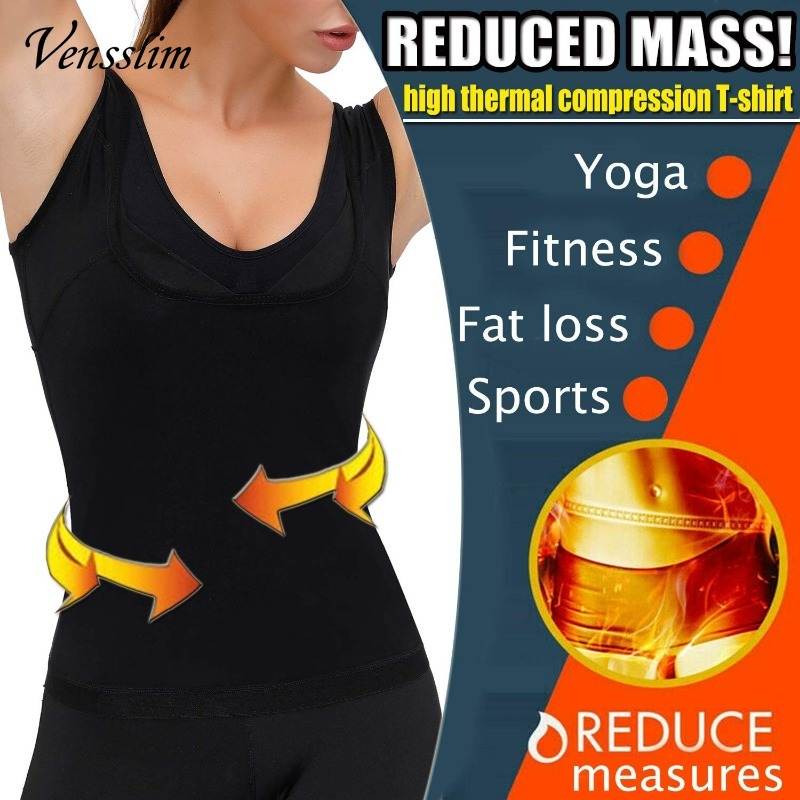 Vensslim
REDUCED MASS!
high thermal compression T-shirt
Yoga
Fitness
Fat loss
Sports
REDUCE
measures